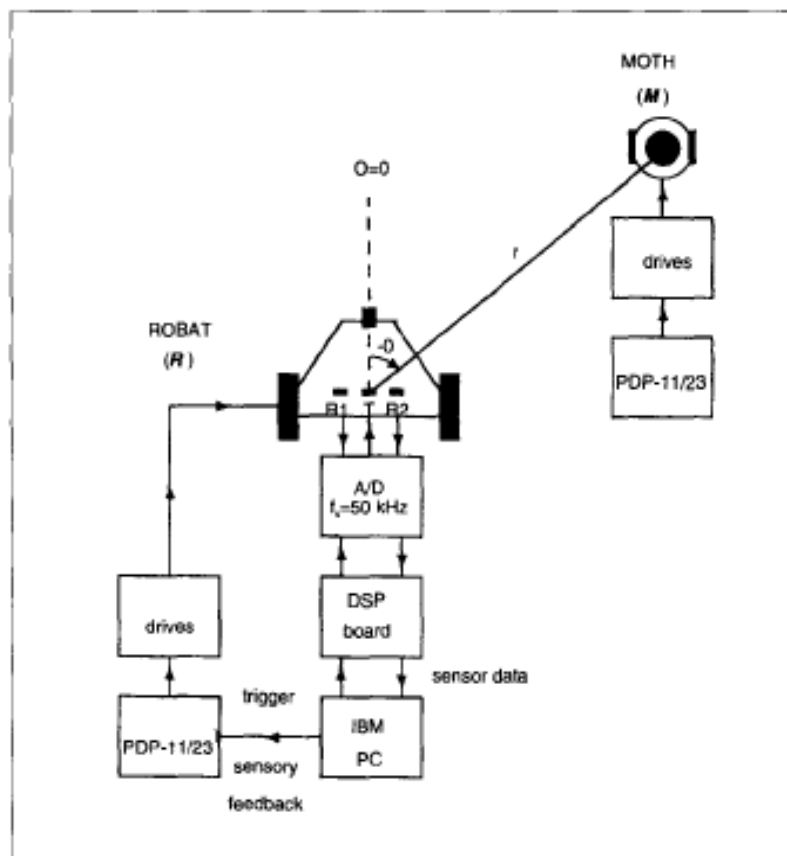 MOTH
(M)
O=0
r
drives
ROBAT
(R)
-0
PDP-11/23
R1 R2
A/D
fs=50 kHz
DSP
board
drives
sensor data
trigger
IBM
PC
PDP-11/23
sensory
feedback